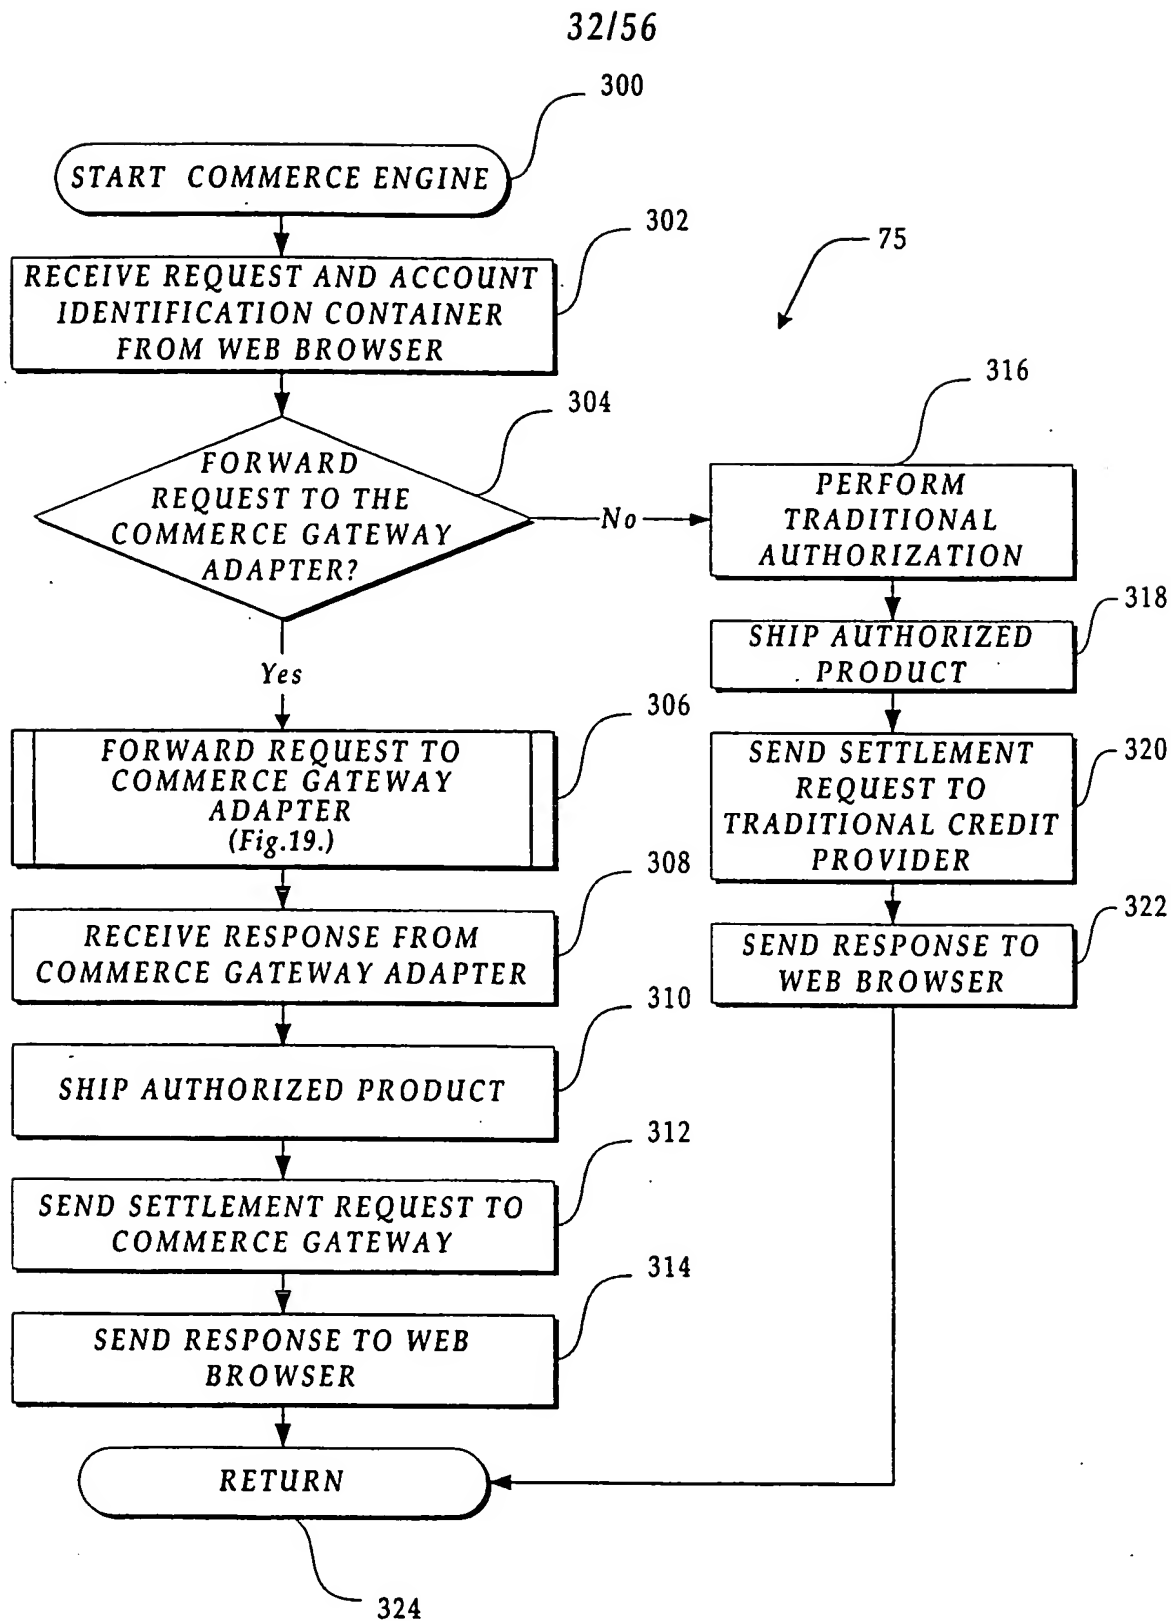 32/56
300
START COMMERCE ENGINE
302
RECEIVE REQUEST AND ACCOUNT
IDENTIFICATION CONTAINER
FROM WEB BROWSER
75
304
FORWARD
REQUEST TO THE
COMMERCE GATEWAY
ADAPTER?
No
Yes
306
FORWARD REQUEST TO
COMMERCE GATEWAY
ADAPTER
(Fig.19.)
308
RECEIVE RESPONSE FROM
COMMERCE GATEWAY ADAPTER
310
SHIP AUTHORIZED PRODUCT
312
SEND SETTLEMENT REQUEST TO
COMMERCE GATEWAY
314
SEND RESPONSE TO WEB
BROWSER
316
PERFORM
TRADITIONAL
AUTHORIZATION
318
SHIP AUTHORIZED
PRODUCT
320
SEND SETTLEMENT
REQUEST TO
TRADITIONAL CREDIT
PROVIDER
322
SEND RESPONSE TO
WEB BROWSER
RETURN
324